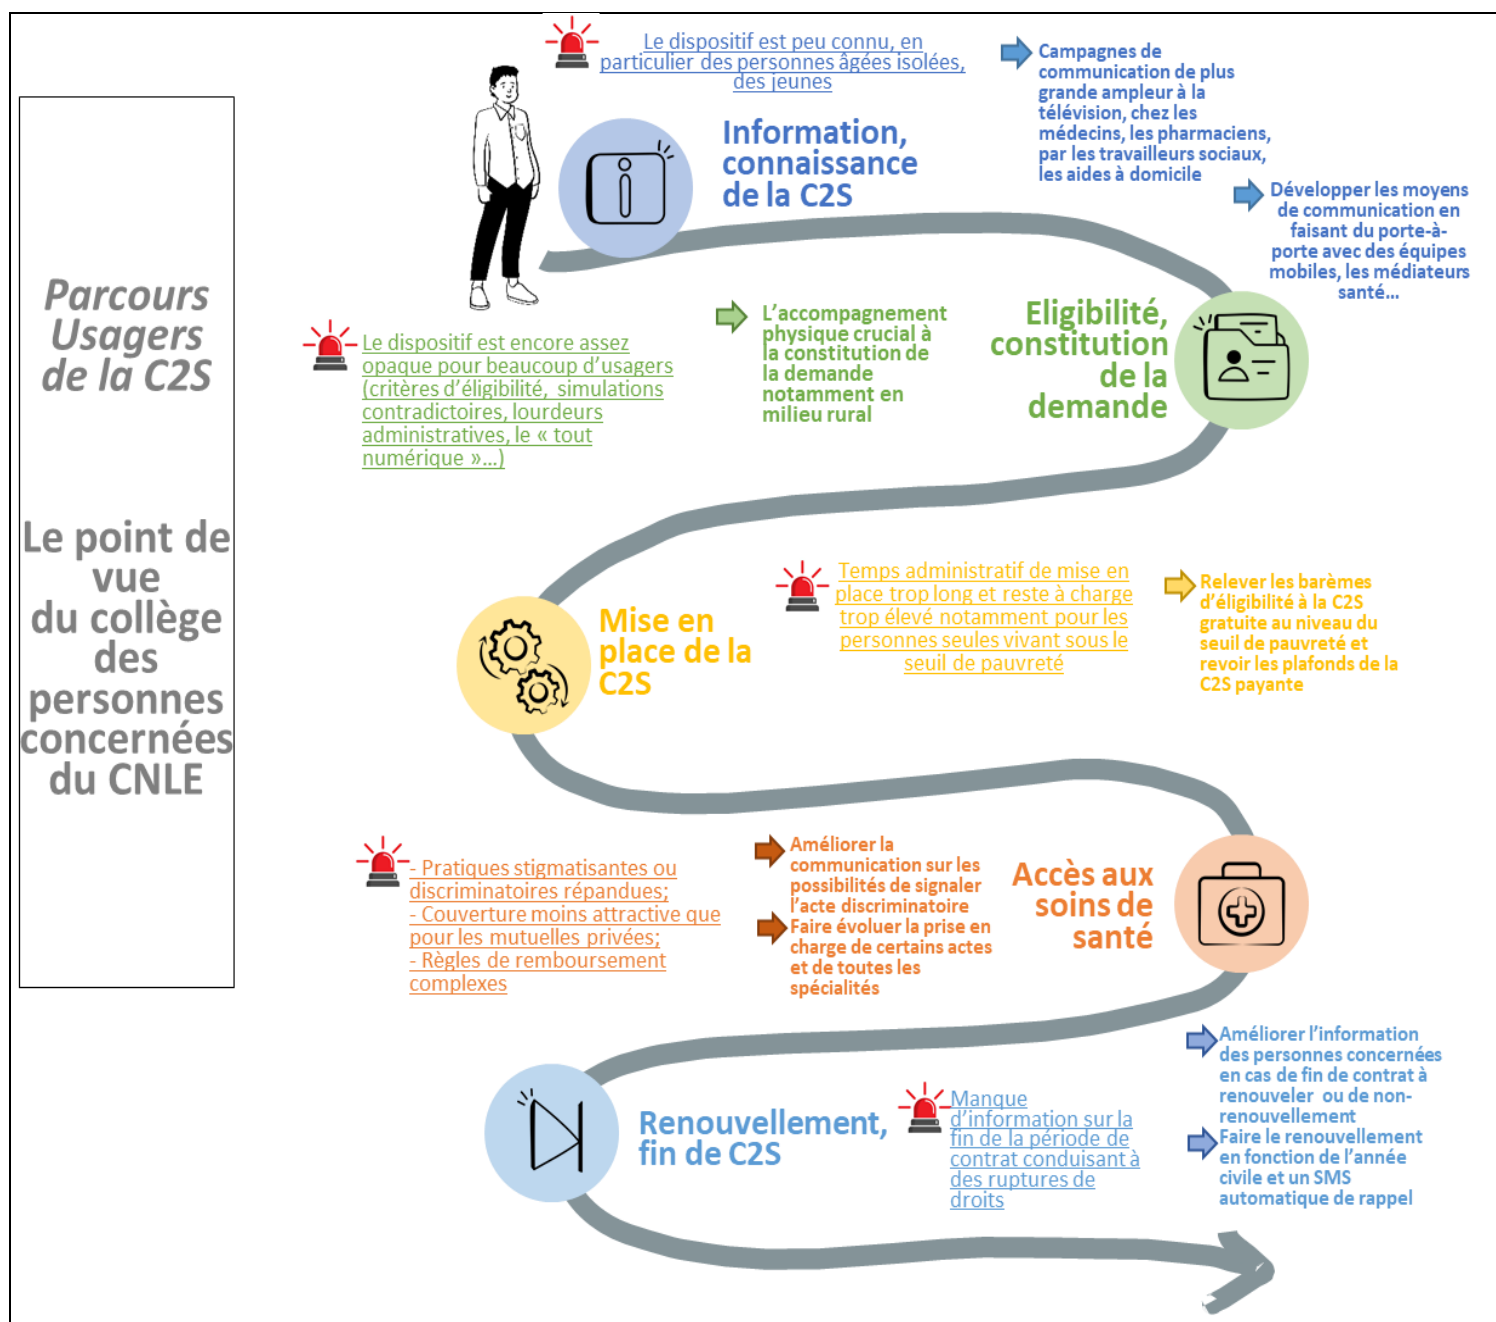 Parcours
Usagers
de la C2S
Le point de
vue
du collège
des
personnes
concernées
du CNLE
Le dispositif est peu connu, en
particulier des personnes âgées isolées,
des jeunes
Information,
connaissance
de la C2S
Campagnes de
communication de plus
grande ampleur à la
télévision, chez les
médecins, les pharmaciens,
par les travailleurs sociaux,
les aides à domicile
Développer les moyens
de communication en
faisant du porte-à-
porte avec des équipes
mobiles, les médiateurs
santé...
Le dispositif est encore assez
opaque pour beaucoup d'usagers
(critères d'éligibilité, simulations
contradictoires, lourdeurs
administratives, le « tout
numérique »...)
L'accompagnement
physique crucial à
la constitution de
la demande
notamment en
milieu rural
Eligibilité,
constitution
de la
demande
Mise en
place de la
C2S
Temps administratif de mise en
place trop long et reste à charge
trop élevé notamment pour les
personnes seules vivant sous le
seuil de pauvreté
Relever les barèmes
d'éligibilité à la C2S
gratuite au niveau du
seuil de pauvreté et
revoir les plafonds de la
C2S payante
- Pratiques stigmatisantes ou
discriminatoires répandues;
- Couverture moins attractive que
pour les mutuelles privées;
- Règles de remboursement
complexes
Améliorer la
communication sur les
possibilités de signaler
l'acte discriminatoire
Faire évoluer la prise en
charge de certains actes
et de toutes les
spécialités
Accès aux
soins de
santé
Renouvellement,
fin de C2S
Manque
d'information sur la
fin de la période de
contrat conduisant à
des ruptures de
droits
Améliorer l'information
des personnes concernées
en cas de fin de contrat à
renouveler ou de non-
renouvellement
Faire le renouvellement
en fonction de l'année
civile et un SMS
automatique de rappel